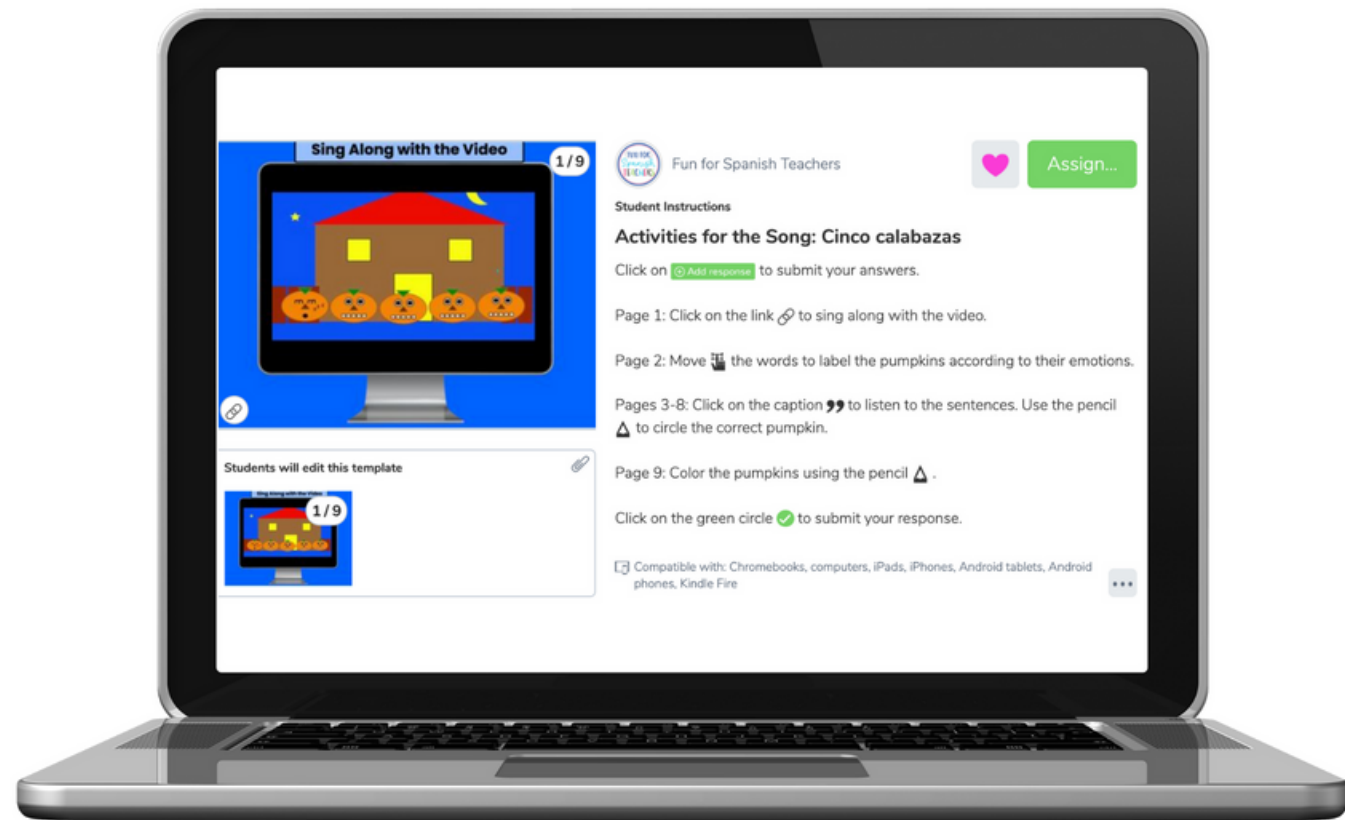 Sing Along with the Video
1/9
Students will edit this template
Sing Along with the Video
1/9
FUN FOR
Spanish
TEACHERS
Fun for Spanish Teachers
Assign...
Student Instructions
Activities for the Song: Cinco calabazas
Click on Add response to submit your answers.
Page 1: Click on the link to sing along with the video.
Page 2: Move the words to label the pumpkins according to their emotions.
Pages 3-8: Click on the caption to listen to the sentences. Use the pencil
to circle the correct pumpkin.
Page 9: Color the pumpkins using the pencil .
Click on the green circle to submit your response.
Compatible with: Chromebooks, computers, iPads, iPhones, Android tablets, Android
phones, Kindle Fire